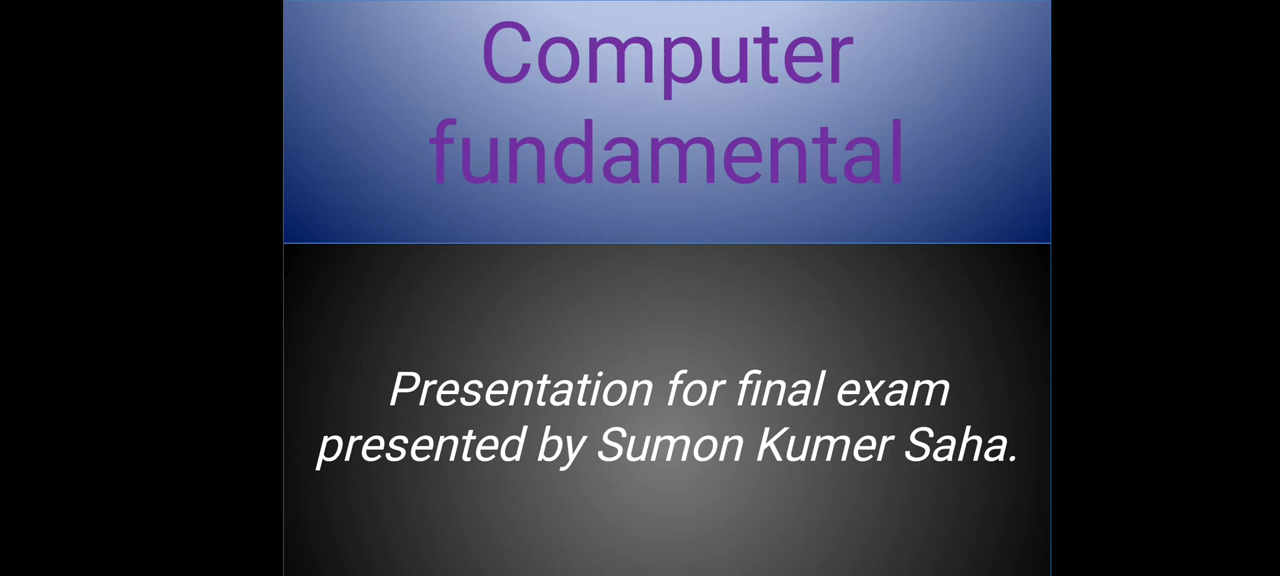 Computer
fundamental
Presentation for final exam
presented by Sumon Kumer Saha.